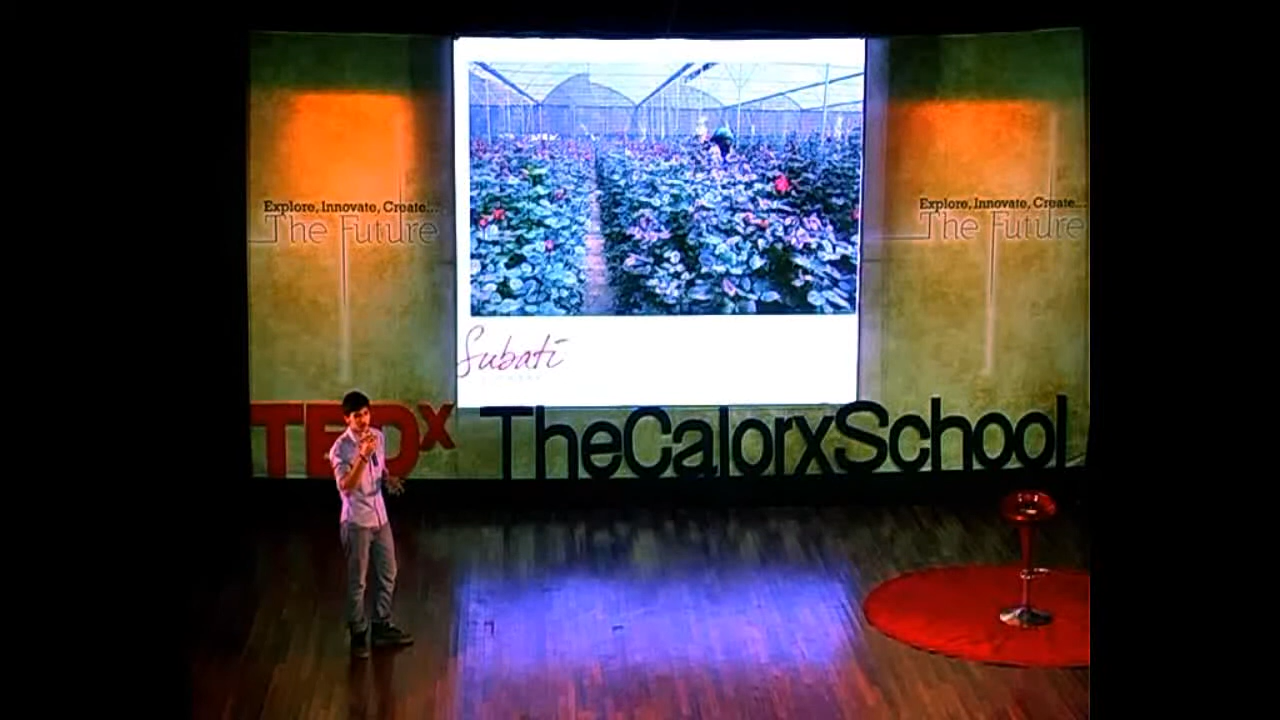 Explore, Innovate, Create...
The Future
Explore, Innovate, Create...
The Future
Subati
TEDx TheCalorxSchool